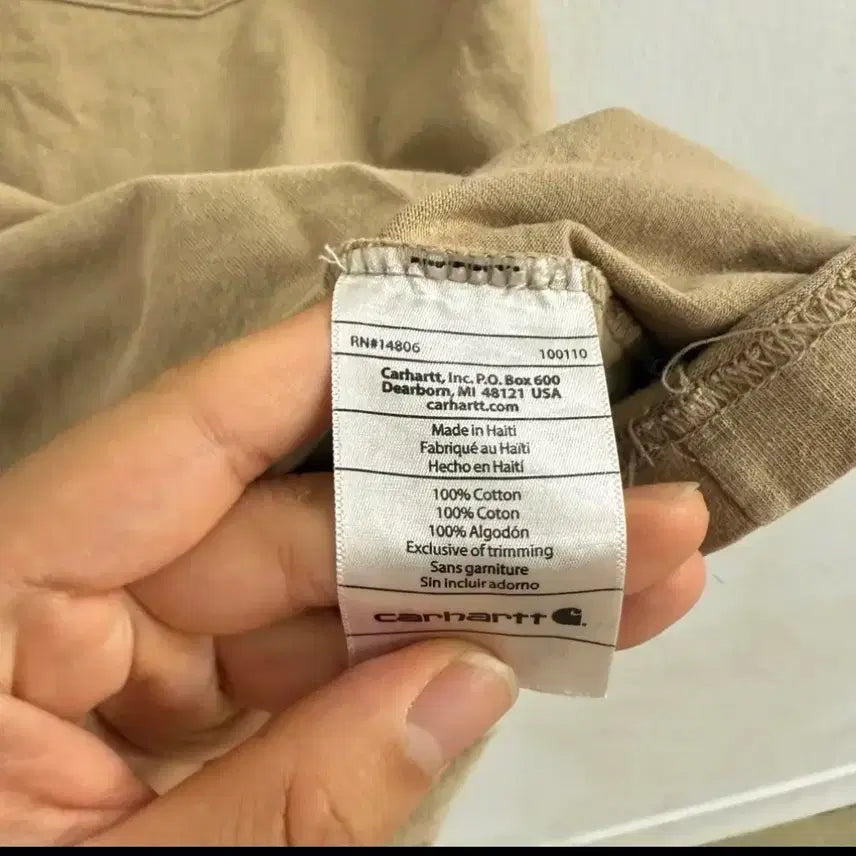 RN#14806 100110
Carhartt, Inc. P.O. Box 600
Dearborn, MI 48121 USA
carhartt.com
Made in Haiti
Fabriqué au Haïti
Hecho en Haití
100% Cotton
100% Coton
100% Algodón
Exclusive of trimming
Sans garniture
Sin incluir adorno
carhartt